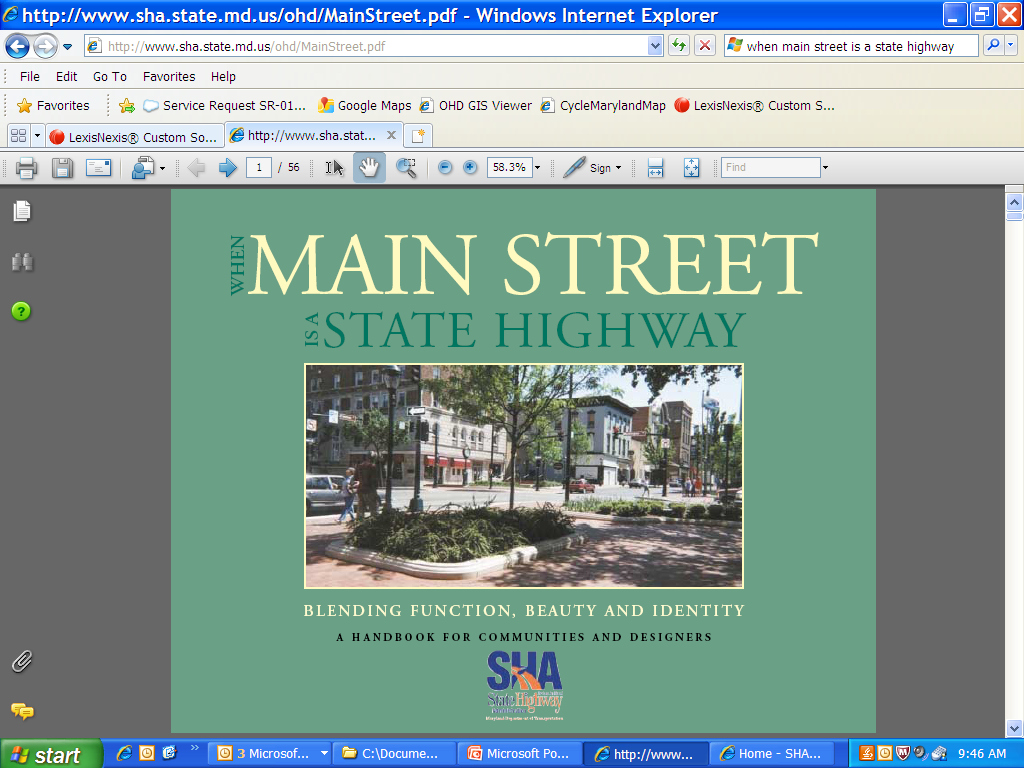 http://www.sha.state.md.us/ohd/MainStreet.pdf - Windows Internet Explorer
http://www.sha.state.md.us/ohd/MainStreet.pdf
when main street is a state highway
File Edit Go To Favorites Help
Favorites Service Request SR-01... Google Maps OHD GIS Viewer CycleMarylandMap LexisNexis® Custom S...
LexisNexis® Custom So... http://www.sha.stat...
1 / 56 58.3% Sign Find
WHEN MAIN STREET
IS A STATE HIGHWAY
BLENDING FUNCTION, BEAUTY AND IDENTITY
A HANDBOOK FOR COMMUNITIES AND DESIGNERS
SHA
State Highway
Maryland Department of Transportation
start 3 Microsof... C:\Docume... Microsoft Po... http://www... Home - SHA... 9:46 AM